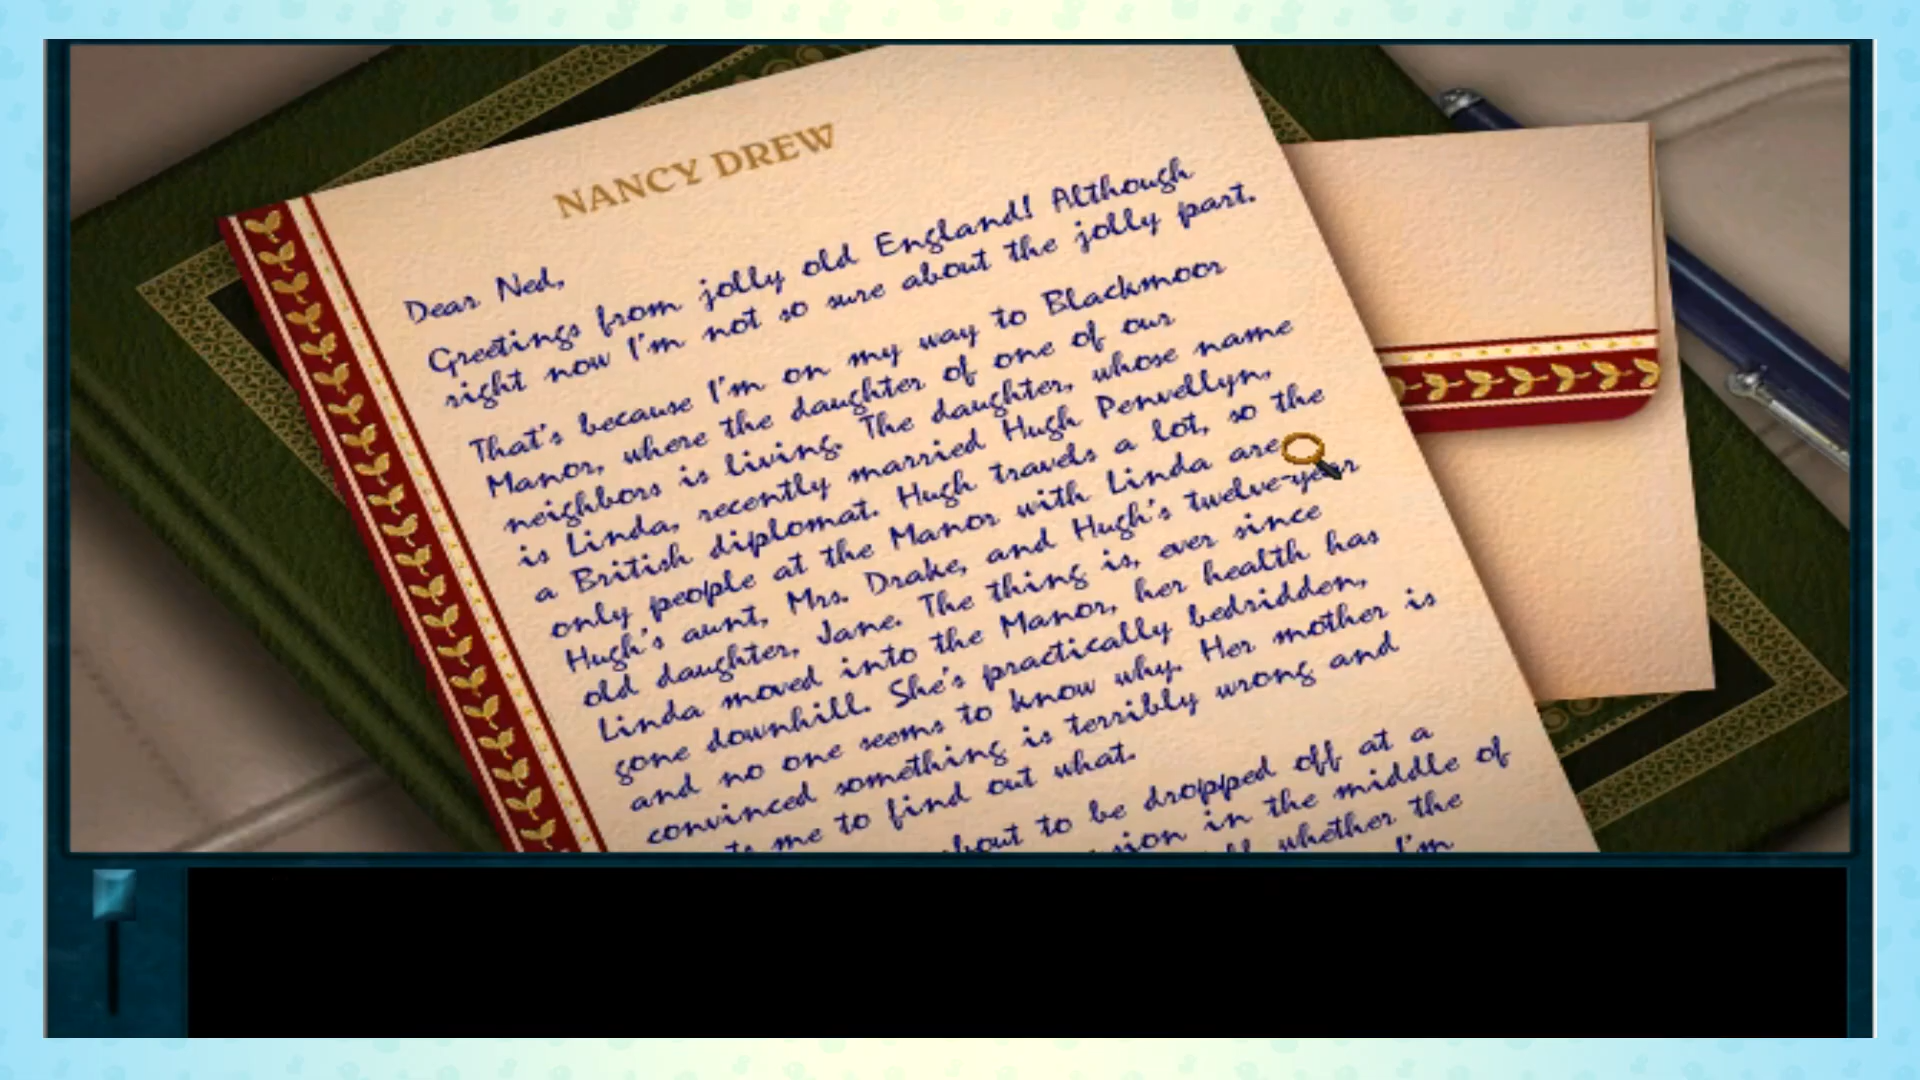 NANCY DREW
Dear Ned,
Greetings from jolly old England! Although
right now I'm not so sure about the jolly part.
That's because I'm on my way to Blackmoor
Manor, where the daughter of one of our
neighbors is living. The daughter, whose name
is Linda, recently married Hugh Penvellyn,
a British diplomat. Hugh travels a lot, so the
only people at the Manor with Linda are
Hugh's aunt, Mrs. Drake, and Hugh's twelve-year
old daughter, Jane. The thing is, ever since
Linda moved into the Manor, her health has
gone downhill. She's practically bedridden,
and no one seems to know why. Her mother is
convinced something is terribly wrong and
me to find out what.
to be dropped off at a
in the middle of
whether the
I'm